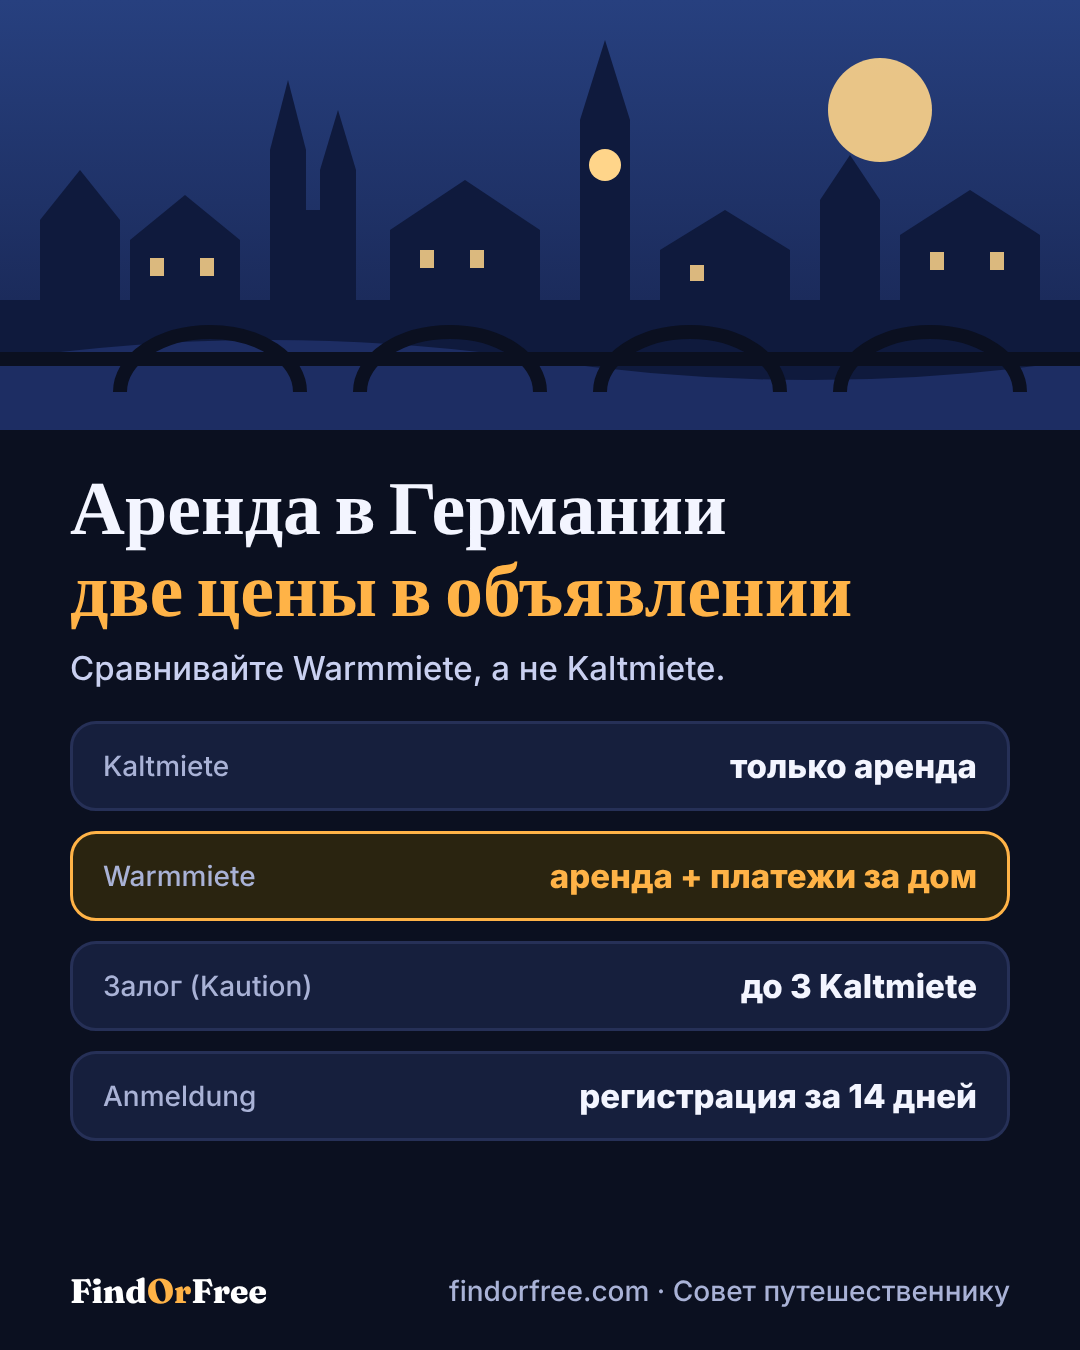 Аренда в Германии
две цены в объявлении
Сравнивайте Warmmiete, а не Kaltmiete.
Kaltmiete только аренда
Warmmiete аренда + платежи за дом
Залог (Kaution) до 3 Kaltmiete
Anmeldung регистрация за 14 дней
FindOrFree findorfree.com · Совет путешественнику